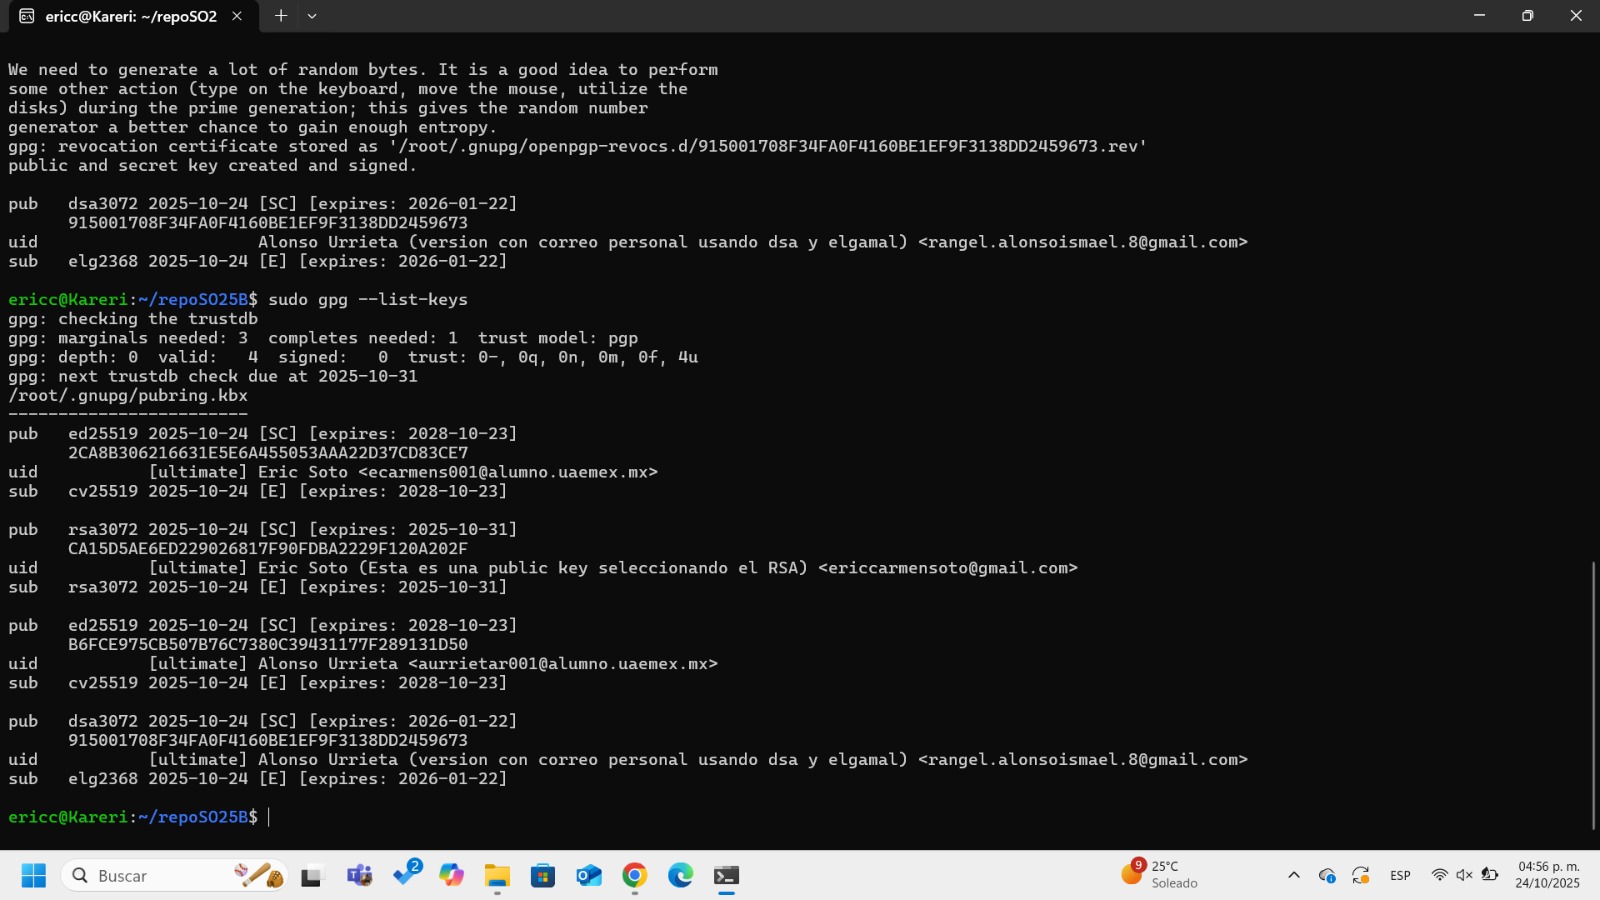 ericc@Kareri: ~/repoSO2
We need to generate a lot of random bytes. It is a good idea to perform
some other action (type on the keyboard, move the mouse, utilize the
disks) during the prime generation; this gives the random number
generator a better chance to gain enough entropy.
gpg: revocation certificate stored as '/root/.gnupg/openpgp-revocs.d/915001708F34FA0F4160BE1EF9F3138DD2459673.rev'
public and secret key created and signed.
pub   dsa3072 2025-10-24 [SC] [expires: 2026-01-22]
      915001708F34FA0F4160BE1EF9F3138DD2459673
uid                      Alonso Urrieta (version con correo personal usando dsa y elgamal) <rangel.alonsoismael.8@gmail.com>
sub   elg2368 2025-10-24 [E] [expires: 2026-01-22]
ericc@Kareri:~/repoSO25B$ sudo gpg --list-keys
gpg: checking the trustdb
gpg: marginals needed: 3  completes needed: 1  trust model: pgp
gpg: depth: 0  valid:   4  signed:   0  trust: 0-, 0q, 0n, 0m, 0f, 4u
gpg: next trustdb check due at 2025-10-31
/root/.gnupg/pubring.kbx
------------------------
pub   ed25519 2025-10-24 [SC] [expires: 2028-10-23]
      2CA8B306216631E5E6A455053AAA22D37CD83CE7
uid           [ultimate] Eric Soto <ecarmens001@alumno.uaemex.mx>
sub   cv25519 2025-10-24 [E] [expires: 2028-10-23]
pub   rsa3072 2025-10-24 [SC] [expires: 2025-10-31]
      CA15D5AE6ED229026817F90FDBA2229F120A202F
uid           [ultimate] Eric Soto (Esta es una public key seleccionando el RSA) <ericcarmensoto@gmail.com>
sub   rsa3072 2025-10-24 [E] [expires: 2025-10-31]
pub   ed25519 2025-10-24 [SC] [expires: 2028-10-23]
      B6FCE975CB507B76C7380C39431177F289131D50
uid           [ultimate] Alonso Urrieta <aurrietar001@alumno.uaemex.mx>
sub   cv25519 2025-10-24 [E] [expires: 2028-10-23]
pub   dsa3072 2025-10-24 [SC] [expires: 2026-01-22]
      915001708F34FA0F4160BE1EF9F3138DD2459673
uid           [ultimate] Alonso Urrieta (version con correo personal usando dsa y elgamal) <rangel.alonsoismael.8@gmail.com>
sub   elg2368 2025-10-24 [E] [expires: 2026-01-22]
ericc@Kareri:~/repoSO25B$
Buscar
2
9
25°C
Soleado
ESP
04:56 p. m.
24/10/2025